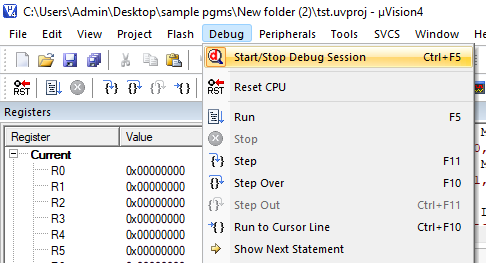 C:\Users\Admin\Desktop\sample pgms\New folder (2)\tst.uvproj - µVision4
File Edit View Project Flash Debug Peripherals Tools SVCS Window Help
Start/Stop Debug Session Ctrl+F5
RST
Reset CPU
RST
Registers
Run F5
Register Value
Stop
Current
Step F11
R0 0x00000000
Step Over F10
R1 0x00000000
R2 0x00000000
Step Out Ctrl+F11
R3 0x00000000
Run to Cursor Line Ctrl+F10
R4 0x00000000
R5 0x00000000
Show Next Statement